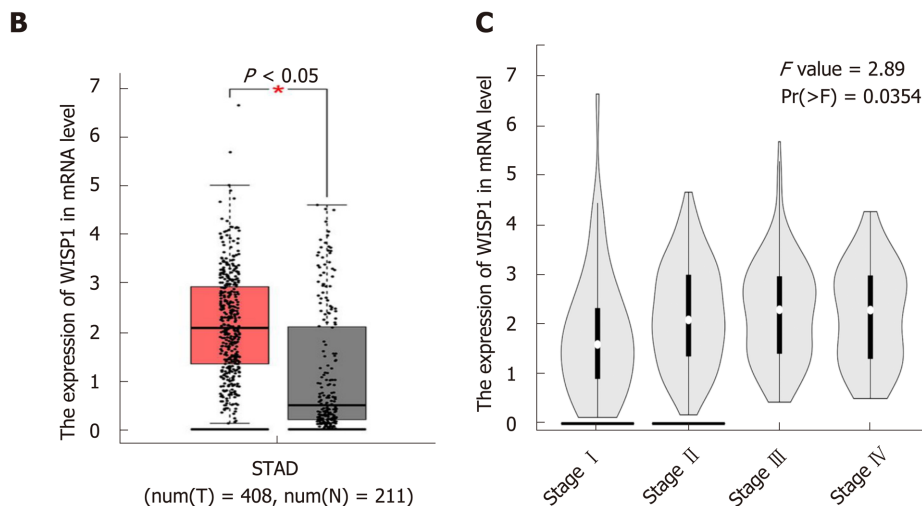 B
The expression of WISP1 in mRNA level
7
6
5
4
3
2
1
0
P < 0.05
*
STAD
(num(T) = 408, num(N) = 211)
C
The expression of WISP1 in mRNA level
7
6
5
4
3
2
1
0
F value = 2.89
Pr(>F) = 0.0354
Stage Ⅰ
Stage Ⅱ
Stage Ⅲ
Stage Ⅳ